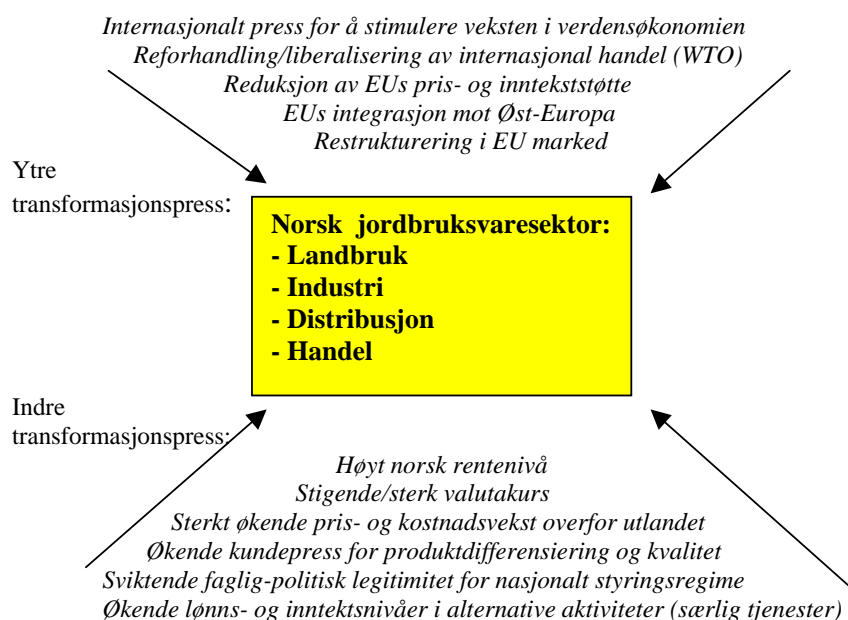 Internasjonalt press for å stimulere veksten i verdensøkonomien
Reforhandling/liberalisering av internasjonal handel (WTO)
Reduksjon av EUs pris- og inntekststøtte
EUs integrasjon mot Øst-Europa
Restrukturering i EU marked
Ytre
transformasjonspress:
Norsk jordbruksvaresektor:
- Landbruk
- Industri
- Distribusjon
- Handel
Indre
transformasjonspress:
Høyt norsk rentenivå
Stigende/sterk valutakurs
Sterkt økende pris- og kostnadsvekst overfor utlandet
Økende kundepress for produktdifferensiering og kvalitet
Sviktende faglig-politisk legitimitet for nasjonalt styringsregime
Økende lønns- og inntektsnivåer i alternative aktiviteter (særlig tjenester)